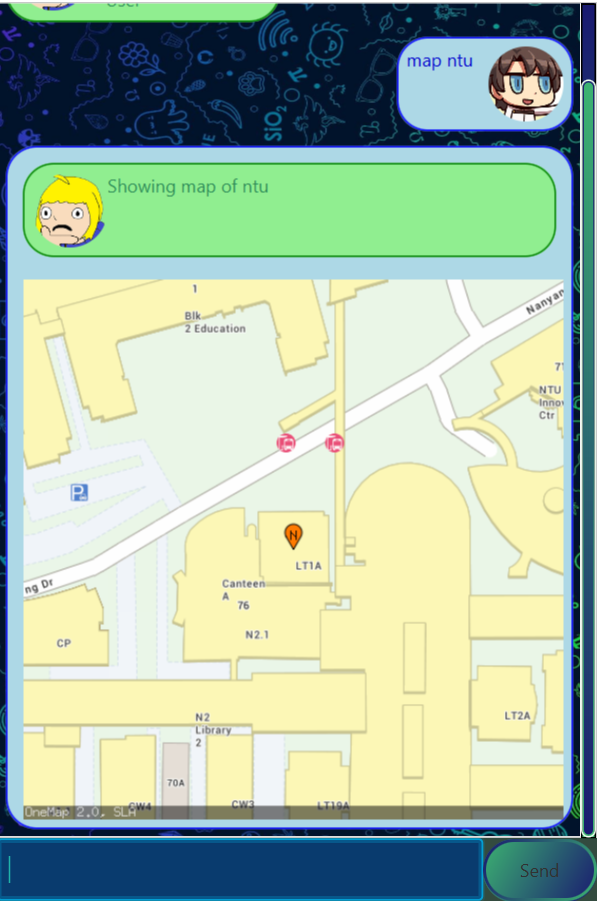 User
map ntu
SiO2
Showing map of ntu
1
Blk
2 Education
Nanyan
NTU
Innov
Ctr
P
N
LT1A
ng Dr
Canteen
A
76
CP
N2.1
N2
Library
2
LT2A
70A
CW4
CW3
LT19A
OneMap 2.0, SLA
Send